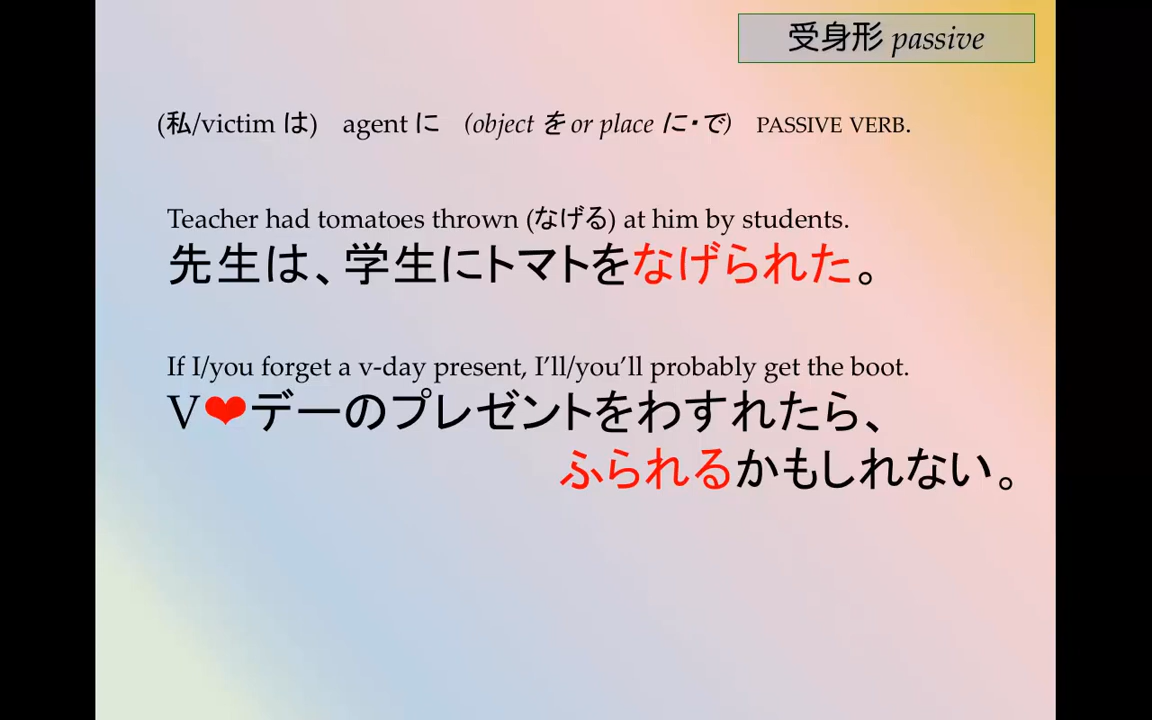 受身形 passive
(私/victim は) agent に (object を or place に・で) PASSIVE VERB.
Teacher had tomatoes thrown (なげる) at him by students.
先生は、学生にトマトをなげられた。
If I/you forget a v-day present, I'll/you'll probably get the boot.
V❤デーのプレゼントをわすれたら、
ふられるかもしれない。